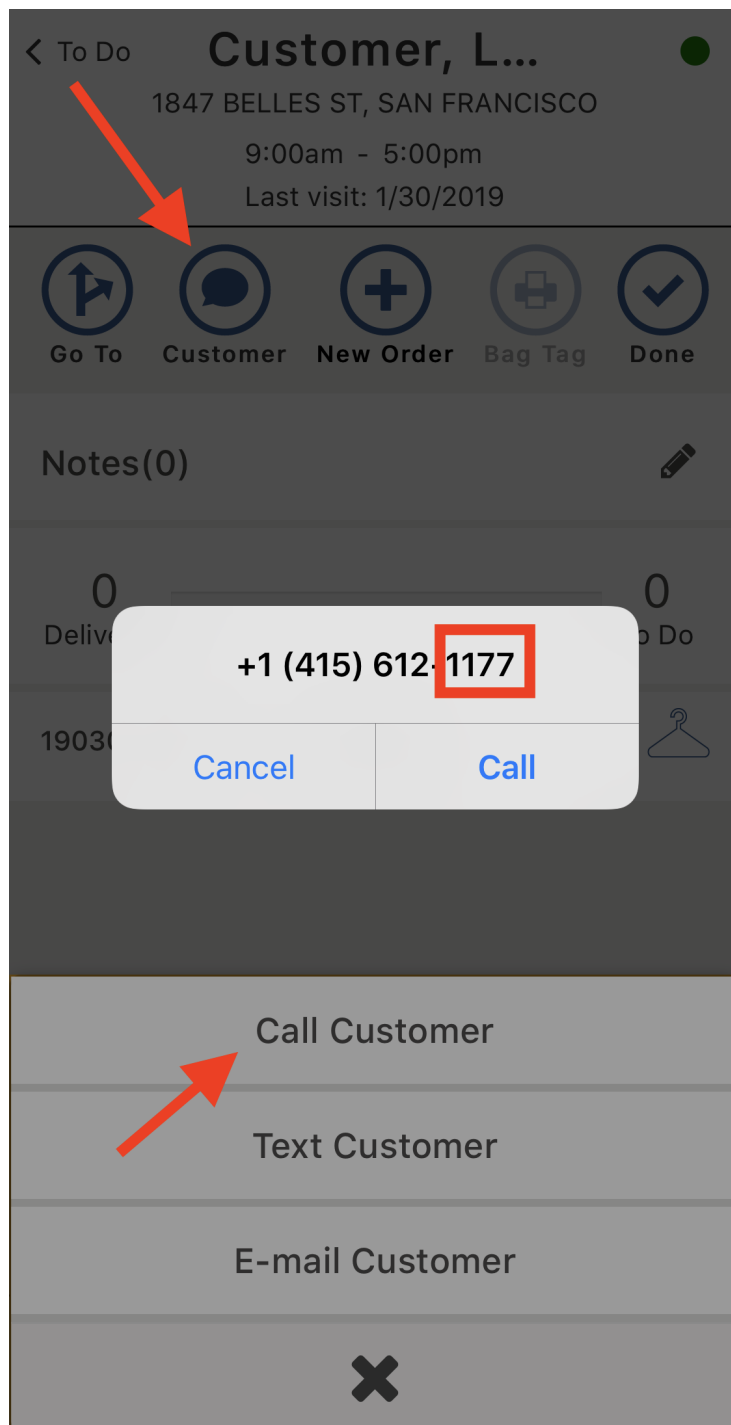 To Do Customer, L...
1847 BELLES ST, SAN FRANCISCO
9:00am - 5:00pm
Last visit: 1/30/2019
Go To Customer New Order Bag Tag Done
Notes(0)
0 0
Do
+1 (415) 612-1177
Cancel Call
Call Customer
Text Customer
E-mail Customer